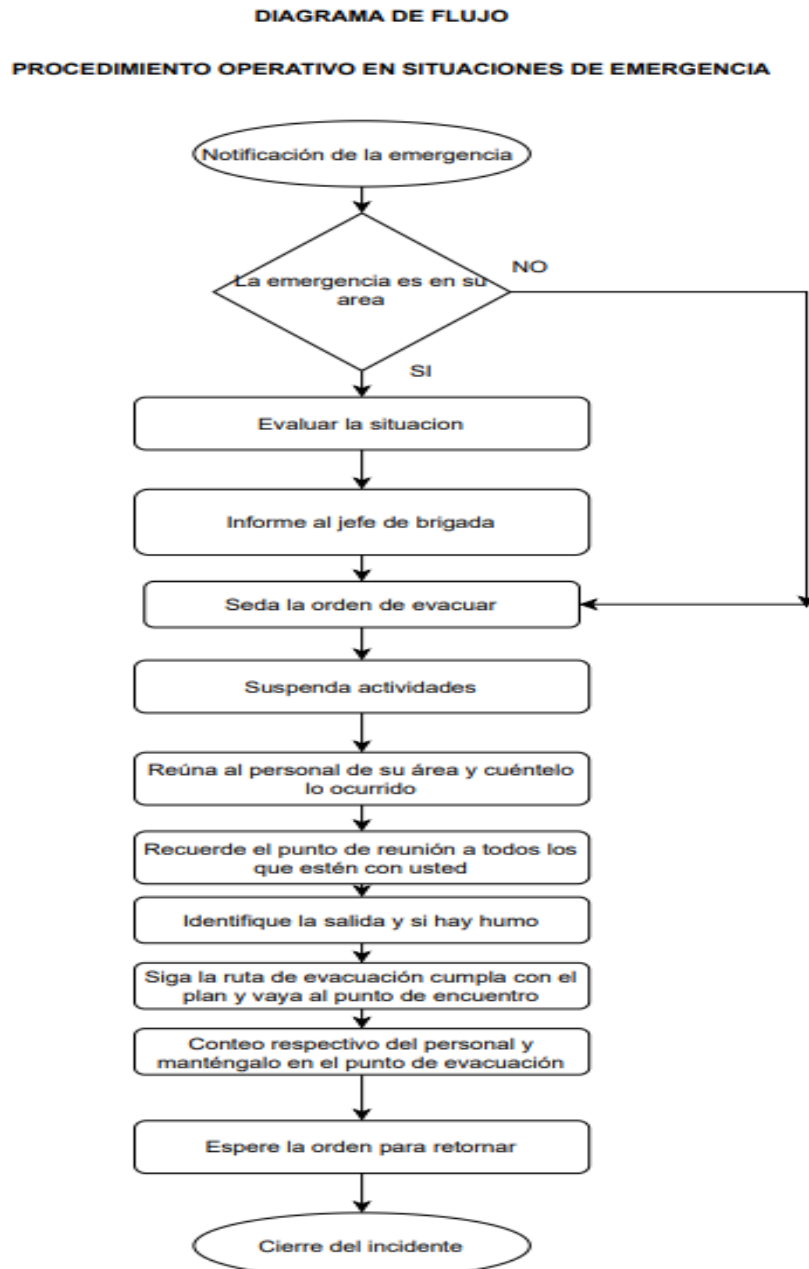 DIAGRAMA DE FLUJO
PROCEDIMIENTO OPERATIVO EN SITUACIONES DE EMERGENCIA
Notificación de la emergencia
La emergencia es en su
area
NO
SI
Evaluar la situacion
Informe al jefe de brigada
Seda la orden de evacuar
Suspenda actividades
Reúna al personal de su área y cuéntelo
lo ocurrido
Recuerde el punto de reunión a todos los
que estén con usted
Identifique la salida y si hay humo
Siga la ruta de evacuación cumpla con el
plan y vaya al punto de encuentro
Conteo respectivo del personal y
manténgalo en el punto de evacuación
Espere la orden para retornar
Cierre del incidente